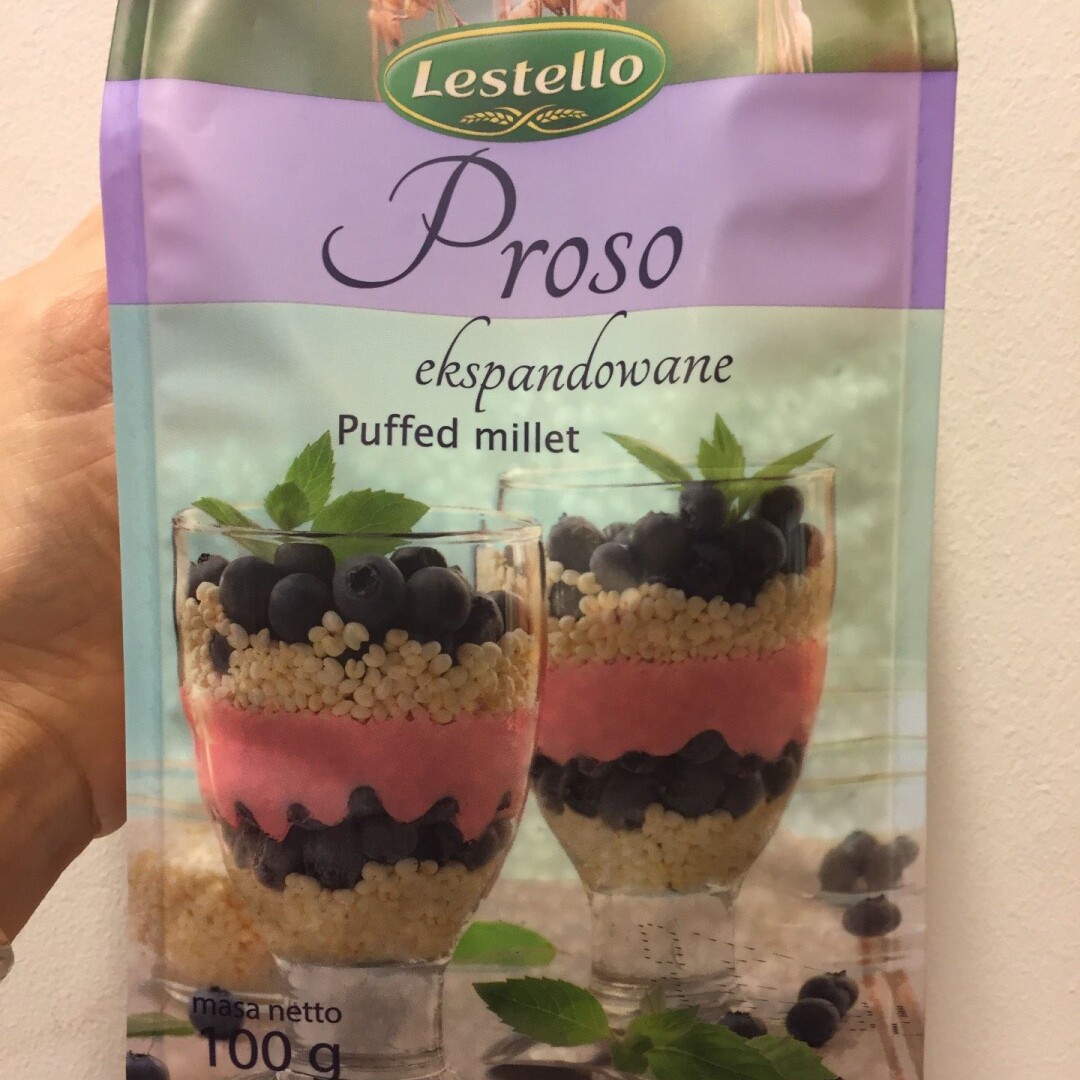 Lestello
Proso
ekspandowane
Puffed millet
masa netto
100 g